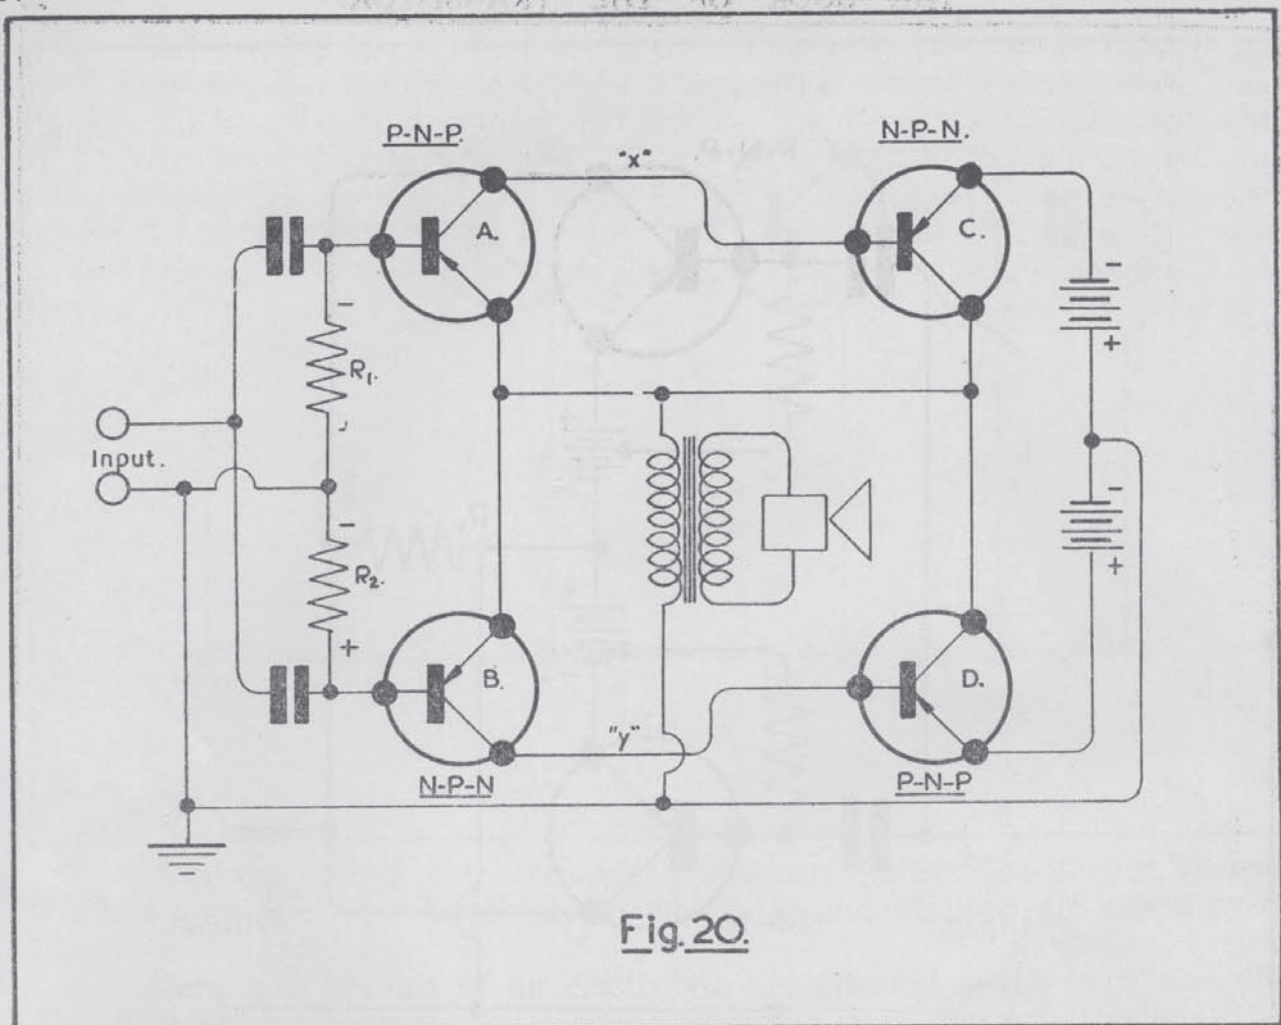 P-N-P.
N-P-N.
"x"
A.
C.
-
+
-
R1.
Input.
-
R2.
+
-
+
B.
D.
"y"
N-P-N
P-N-P
Fig. 20.